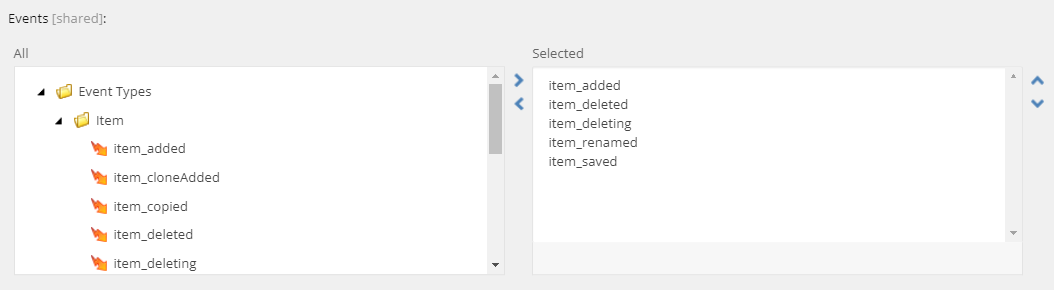 Events [shared]:
All
Event Types
Item
item_added
item_cloneAdded
item_copied
item_deleted
item_deleting
Selected
item_added
item_deleted
item_deleting
item_renamed
item_saved